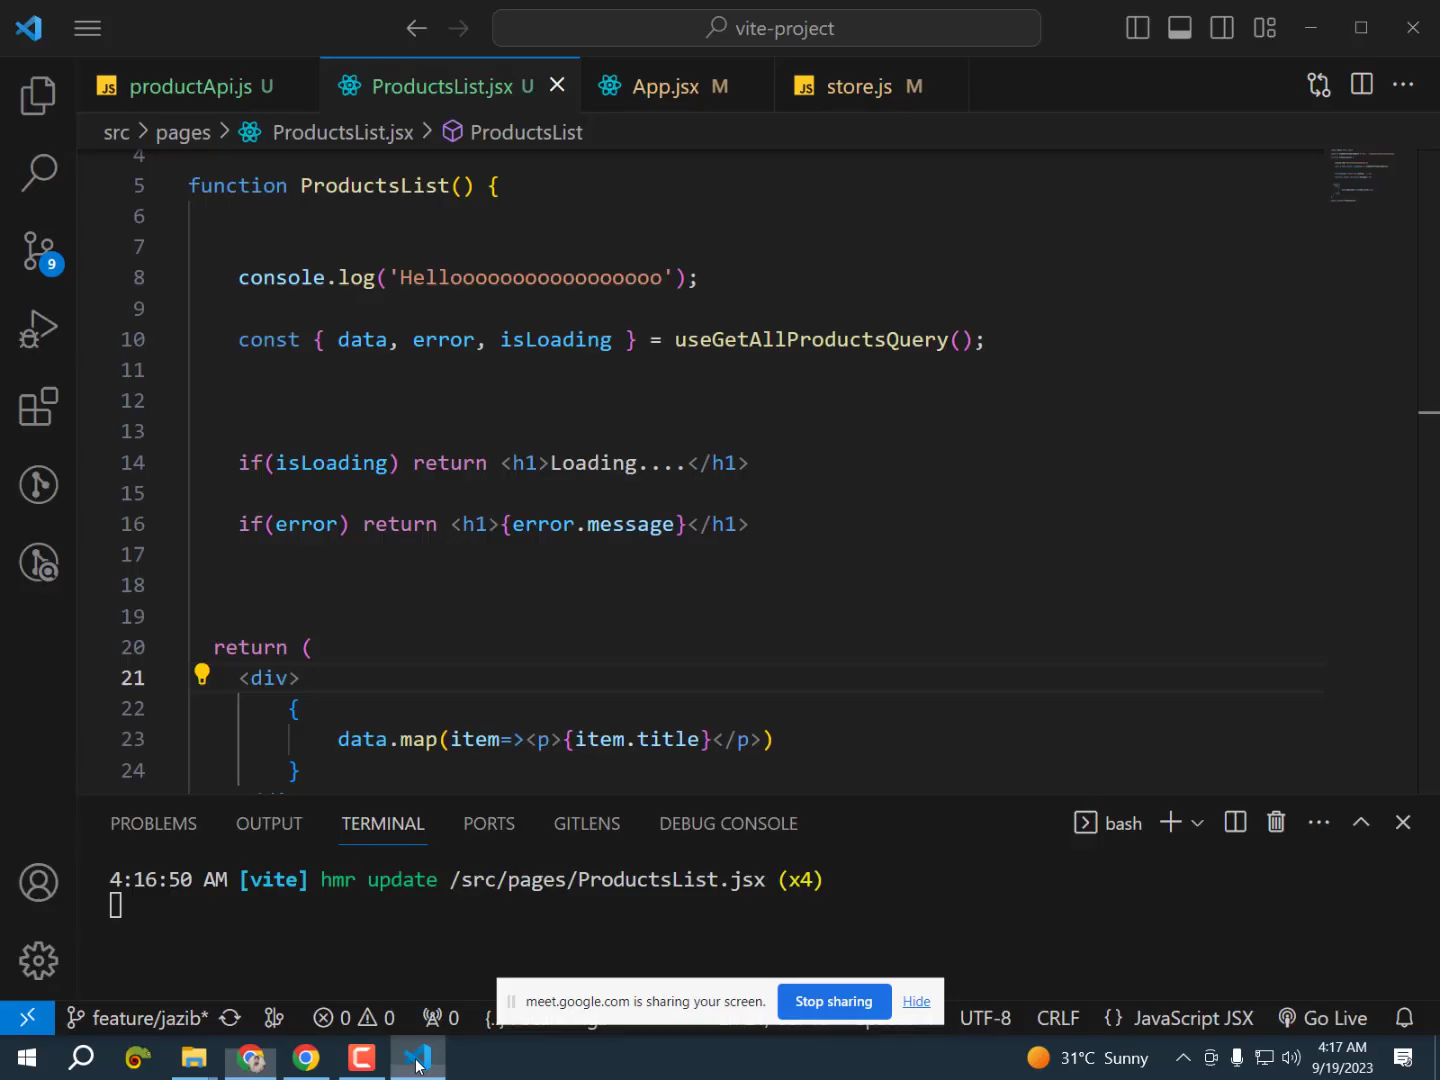 vite-project
productApi.js U
ProductsList.jsx U
App.jsx M
store.js M
src > pages > ProductsList.jsx > ProductsList
4
5 function ProductsList() {
6
7
8 console.log('Hellooooooooooooooooo');
9
10 const { data, error, isLoading } = useGetAllProductsQuery();
11
12
13
14 if(isLoading) return <h1>Loading....</h1>
15
16 if(error) return <h1>{error.message}</h1>
17
18
19
20 return (
21 <div>
22 {
23 data.map(item=><p>{item.title}</p>)
24 }
9
PROBLEMS OUTPUT TERMINAL PORTS GITLENS DEBUG CONSOLE
bash
4:16:50 AM [vite] hmr update /src/pages/ProductsList.jsx (x4)
meet.google.com is sharing your screen. Stop sharing Hide
feature/jazib* 0 0 0 UTF-8 CRLF {} JavaScript JSX Go Live
31°C Sunny
4:17 AM
9/19/2023